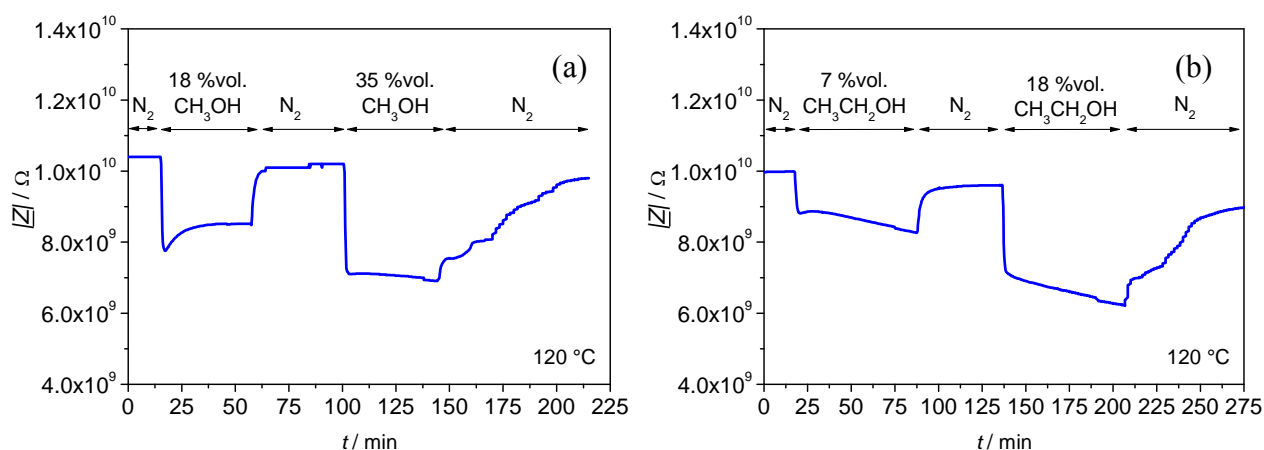 (a)
18 %vol.
35 %vol.
N₂
CH₃OH
N₂
CH₃OH
N₂
|Z| / Ω
1.4x10¹⁰
1.2x10¹⁰
1.0x10¹⁰
8.0x10⁹
6.0x10⁹
4.0x10⁹
120 °C
0 25 50 75 100 125 150 175 200 225
t / min
(b)
7 %vol.
18 %vol.
N₂
CH₃CH₂OH
N₂
CH₃CH₂OH
N₂
|Z| / Ω
1.4x10¹⁰
1.2x10¹⁰
1.0x10¹⁰
8.0x10⁹
6.0x10⁹
4.0x10⁹
120 °C
0 25 50 75 100 125 150 175 200 225 250 275
t / min